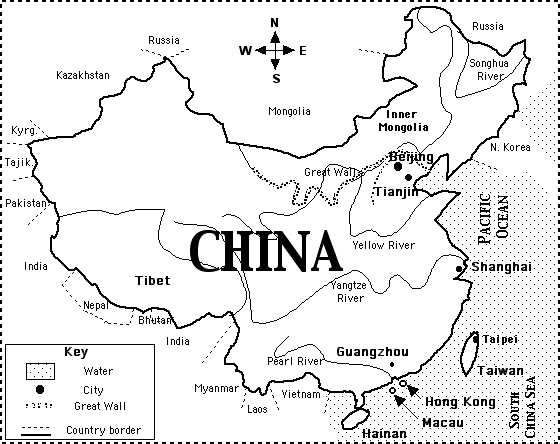 N
W E
S
Russia
Russia
Kazakhstan
Songhua
River
Mongolia
Inner
Mongolia
Kyrg.
Tajik.
Pakistan
India
N. Korea
Great Wall
Beijing
Tianjin
PACIFIC
OCEAN
CHINA
Yellow River
Shanghai
Tibet
Yangtze
River
Nepal
Bhutan
India
Taipei
Taiwan
Guangzhou
Pearl River
Myanmar
Laos
Vietnam
Hong Kong
Macau
Hainan
SOUTH
CHINA SEA
Key
Water
City
Great Wall
Country border